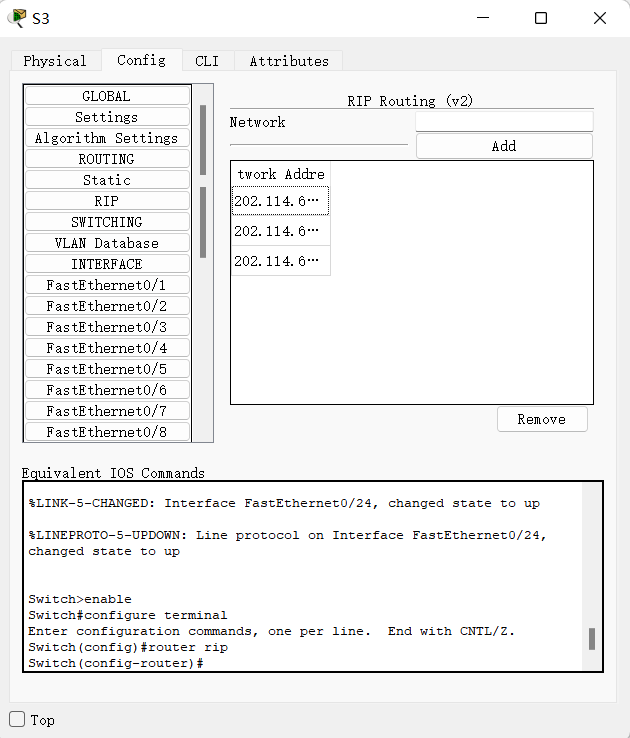 S3
Physical Config CLI Attributes
GLOBAL
Settings
Algorithm Settings
ROUTING
Static
RIP
SWITCHING
VLAN Database
INTERFACE
FastEthernet0/1
FastEthernet0/2
FastEthernet0/3
FastEthernet0/4
FastEthernet0/5
FastEthernet0/6
FastEthernet0/7
FastEthernet0/8
RIP Routing (v2)
Network
Add
twork Addre
202.114.6…
202.114.6…
202.114.6…
Remove
Equivalent IOS Commands
%LINK-5-CHANGED: Interface FastEthernet0/24, changed state to up
%LINEPROTO-5-UPDOWN: Line protocol on Interface FastEthernet0/24,
changed state to up
Switch>enable
Switch#configure terminal
Enter configuration commands, one per line.  End with CNTL/Z.
Switch(config)#router rip
Switch(config-router)#
Top